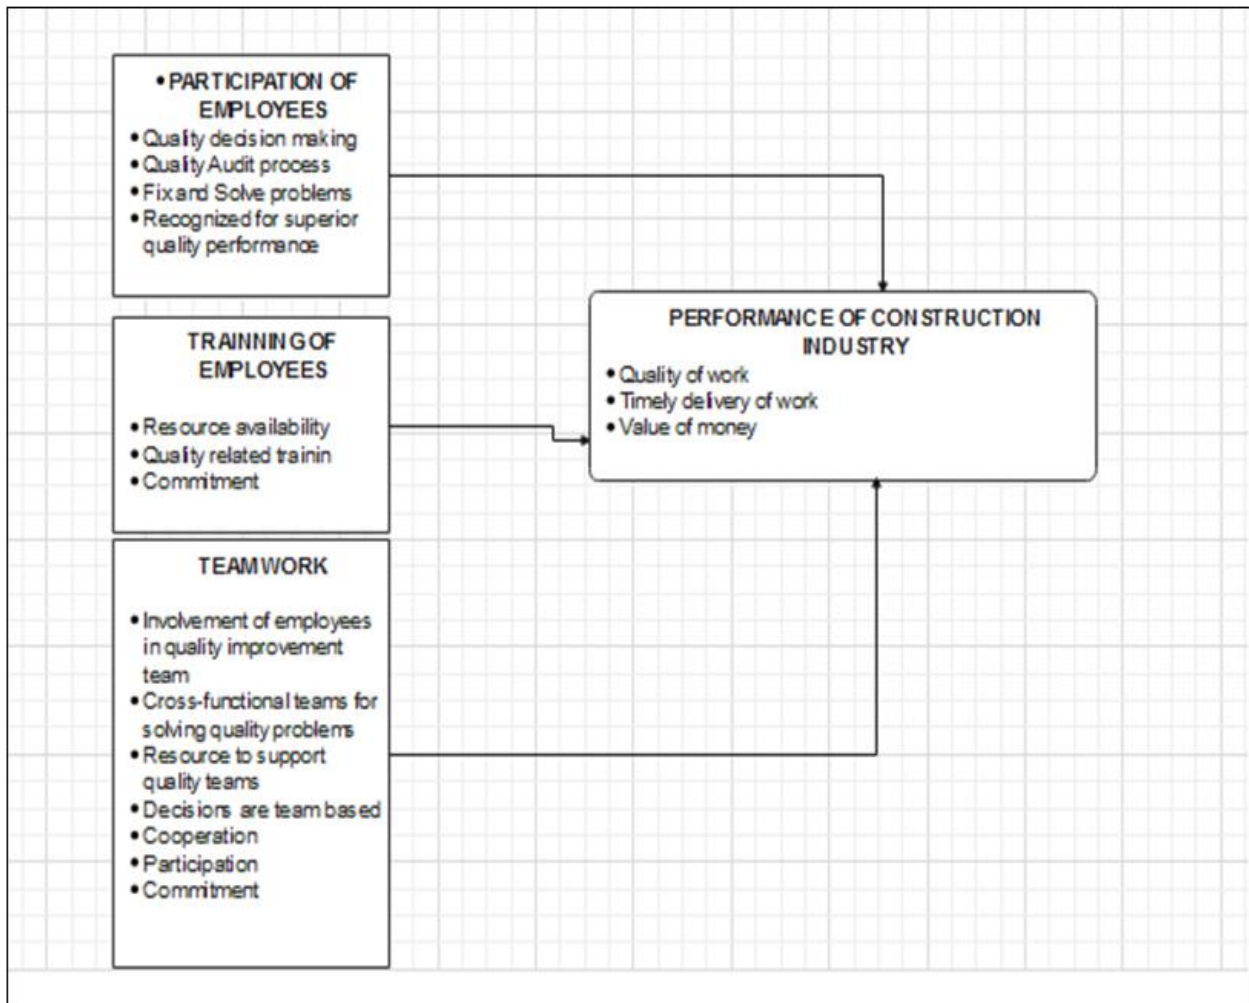 • PARTICIPATION OF
EMPLOYEES
• Quality decision making
• Quality Audit process
• Fix and Solve problems
• Recognized for superior
quality performance
TRAINNING OF
EMPLOYEES
• Resource availability
• Quality related trainin
• Commitment
TEAMWORK
• Involvement of employees
in quality improvement
team
• Cross-functional teams for
solving quality problems
• Resource to support
quality teams
• Decisions are team based
• Cooperation
• Participation
• Commitment
PERFORMANCE OF CONSTRUCTION
INDUSTRY
• Quality of work
• Timely delivery of work
• Value of money